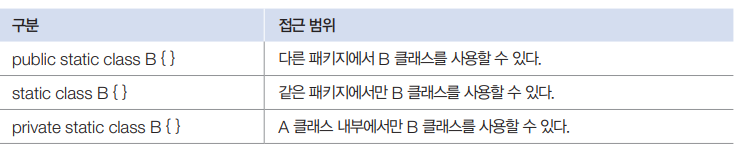 구분 접근 범위
public static class B { } 다른 패키지에서 B 클래스를 사용할 수 있다.
static class B { } 같은 패키지에서만 B 클래스를 사용할 수 있다.
private static class B { } A 클래스 내부에서만 B 클래스를 사용할 수 있다.